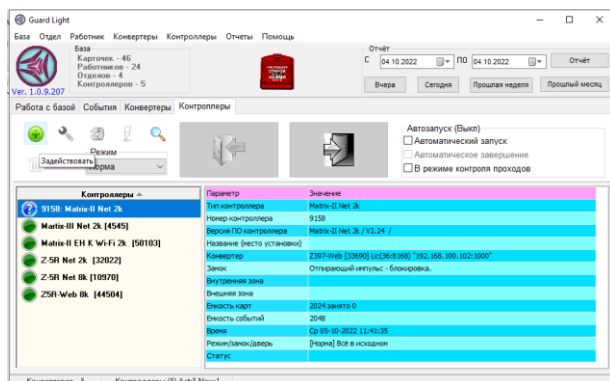 Guard Light
База Отдел Работник Конвертеры Контроллеры Отчеты Помощь
База
Карточек - 46
Работников - 24
Отделов - 4
Контроллеров - 5
Ver. 1.0.9.207
Отчёт
С 04.10.2022 ПО 04.10.2022 Отчёт
Вчера Сегодня Прошлая неделя Прошлый месяц
Работа с базой События Конвертеры Контроллеры
Задействовать
Режим
Норма
Автозапуск (Выкл)
Автоматический запуск
Автоматическое завершение
В режиме контроля проходов
Контроллеры
9158: Matrix-II Net 2k
Martix-III Net 2k [4545]
Matrix-II EH K Wi-Fi 2k [50103]
Z-5R Net 2k [32022]
Z-5R Net 8k [10970]
Z5R-Web 8k [44504]
Параметр Значение
Тип контроллера Matrix-II Net 2k
Номер контроллера 9158
Версия ПО контроллера Matrix-II Net 2k / V2.24 /
Название (место установки)
Конвертер Z397-Web [33690] Lic(36:8168) "192.168.100.102:1000"
Замок Отпирающий импульс - блокировка.
Внутренняя зона
Внешняя зона
Емкость карт 2024 занято 0
Емкость событий 2048
Время Ср 05-10-2022 11:41:35
Режим/замок/дверь [Норма] Всё в исходном
Статус